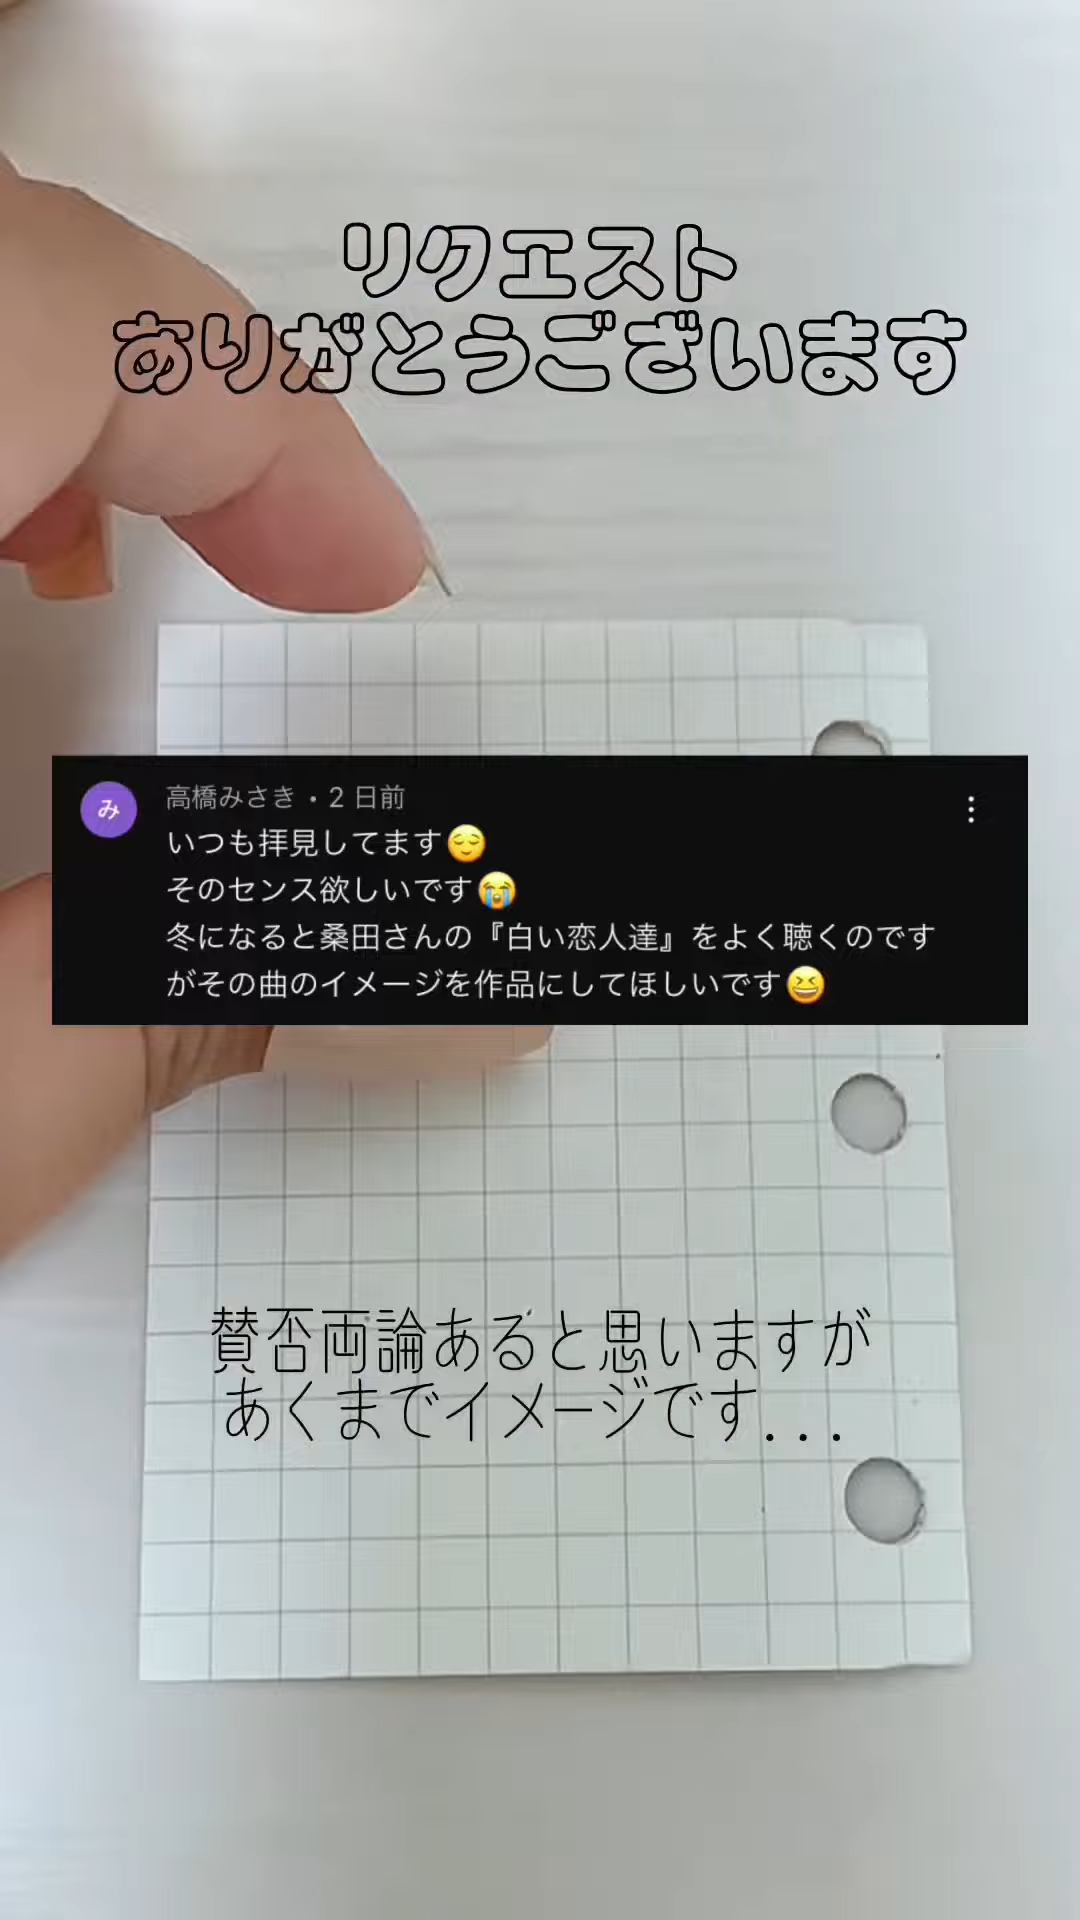 リクエスト
ありがとうございます
み
高橋みさき・2 日前
いつも拝見してます😌
そのセンス欲しいです😭
冬になると桑田さんの『白い恋人達』をよく聴くのです
がその曲のイメージを作品にしてほしいです😆
賛否両論あると思いますが
あくまでイメージです...